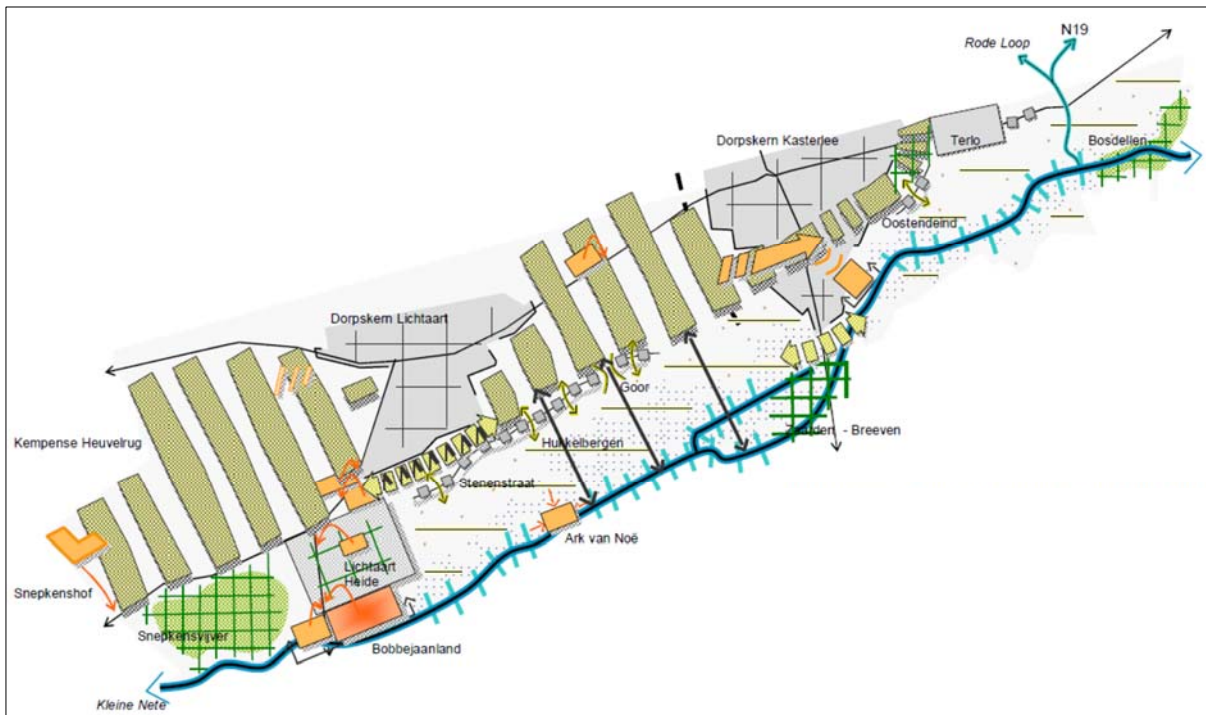 N19
Rode Loop
Dorpskern Kasterlee
Terlo
Bosdellen
Oostendeind
Dorpskern Lichtaart
Goor
Kempense Heuvelrug
Hukkelbergen
- Breeven
Stenenstraat
Ark van Noë
Snepkenshof
Lichtaart
Heide
Snepkensvijver
Bobbejaanland
Kleine Nete